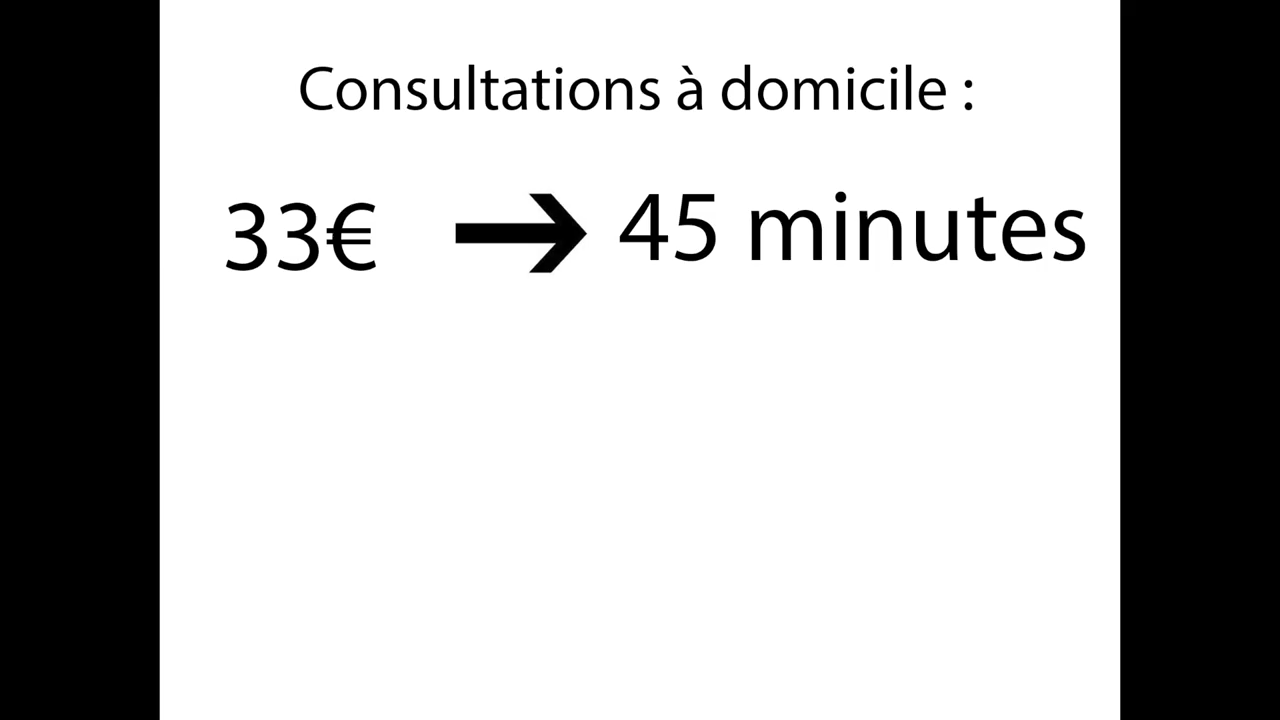 Consultations à domicile :
33€ → 45 minutes